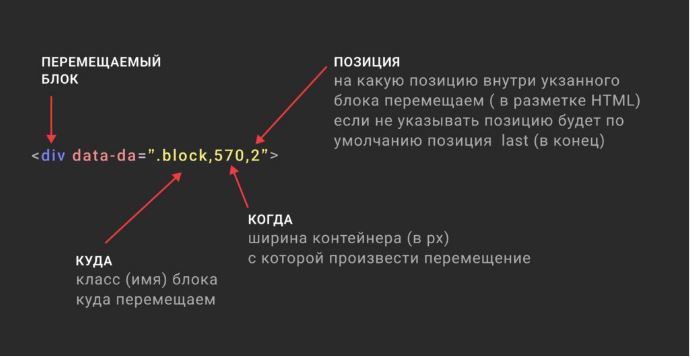 ПЕРЕМЕЩАЕМЫЙ
БЛОК
ПОЗИЦИЯ
на какую позицию внутри укзанного
блока перемещаем ( в разметке HTML)
если не указывать позицию будет по
умолчанию позиция last (в конец)
<div data-da=”.block,570,2”>
КОГДА
ширина контейнера (в px)
с которой произвести перемещение
КУДА
класс (имя) блока
куда перемещаем